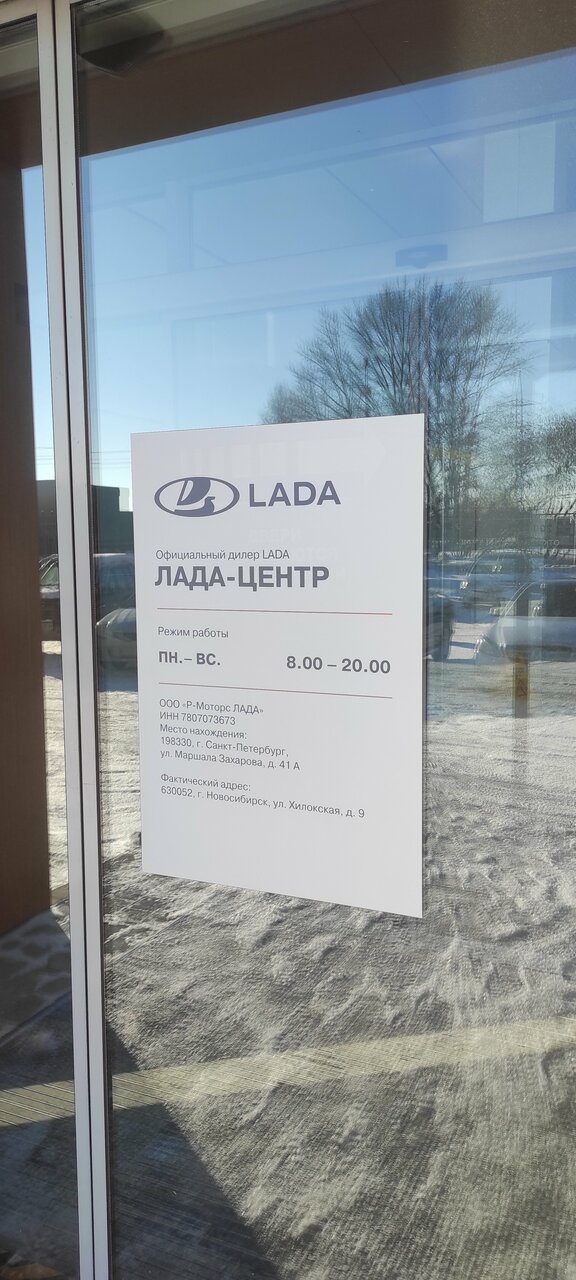 LADA
Официальный дилер LADA
ЛАДА-ЦЕНТР
Режим работы
ПН.– ВС. 8.00 – 20.00
ООО «Р-Моторс ЛАДА»
ИНН 7807073673
Место нахождения:
198330, г. Санкт-Петербург,
ул. Маршала Захарова, д. 41 А
Фактический адрес:
630052, г. Новосибирск, ул. Хилокская, д. 9